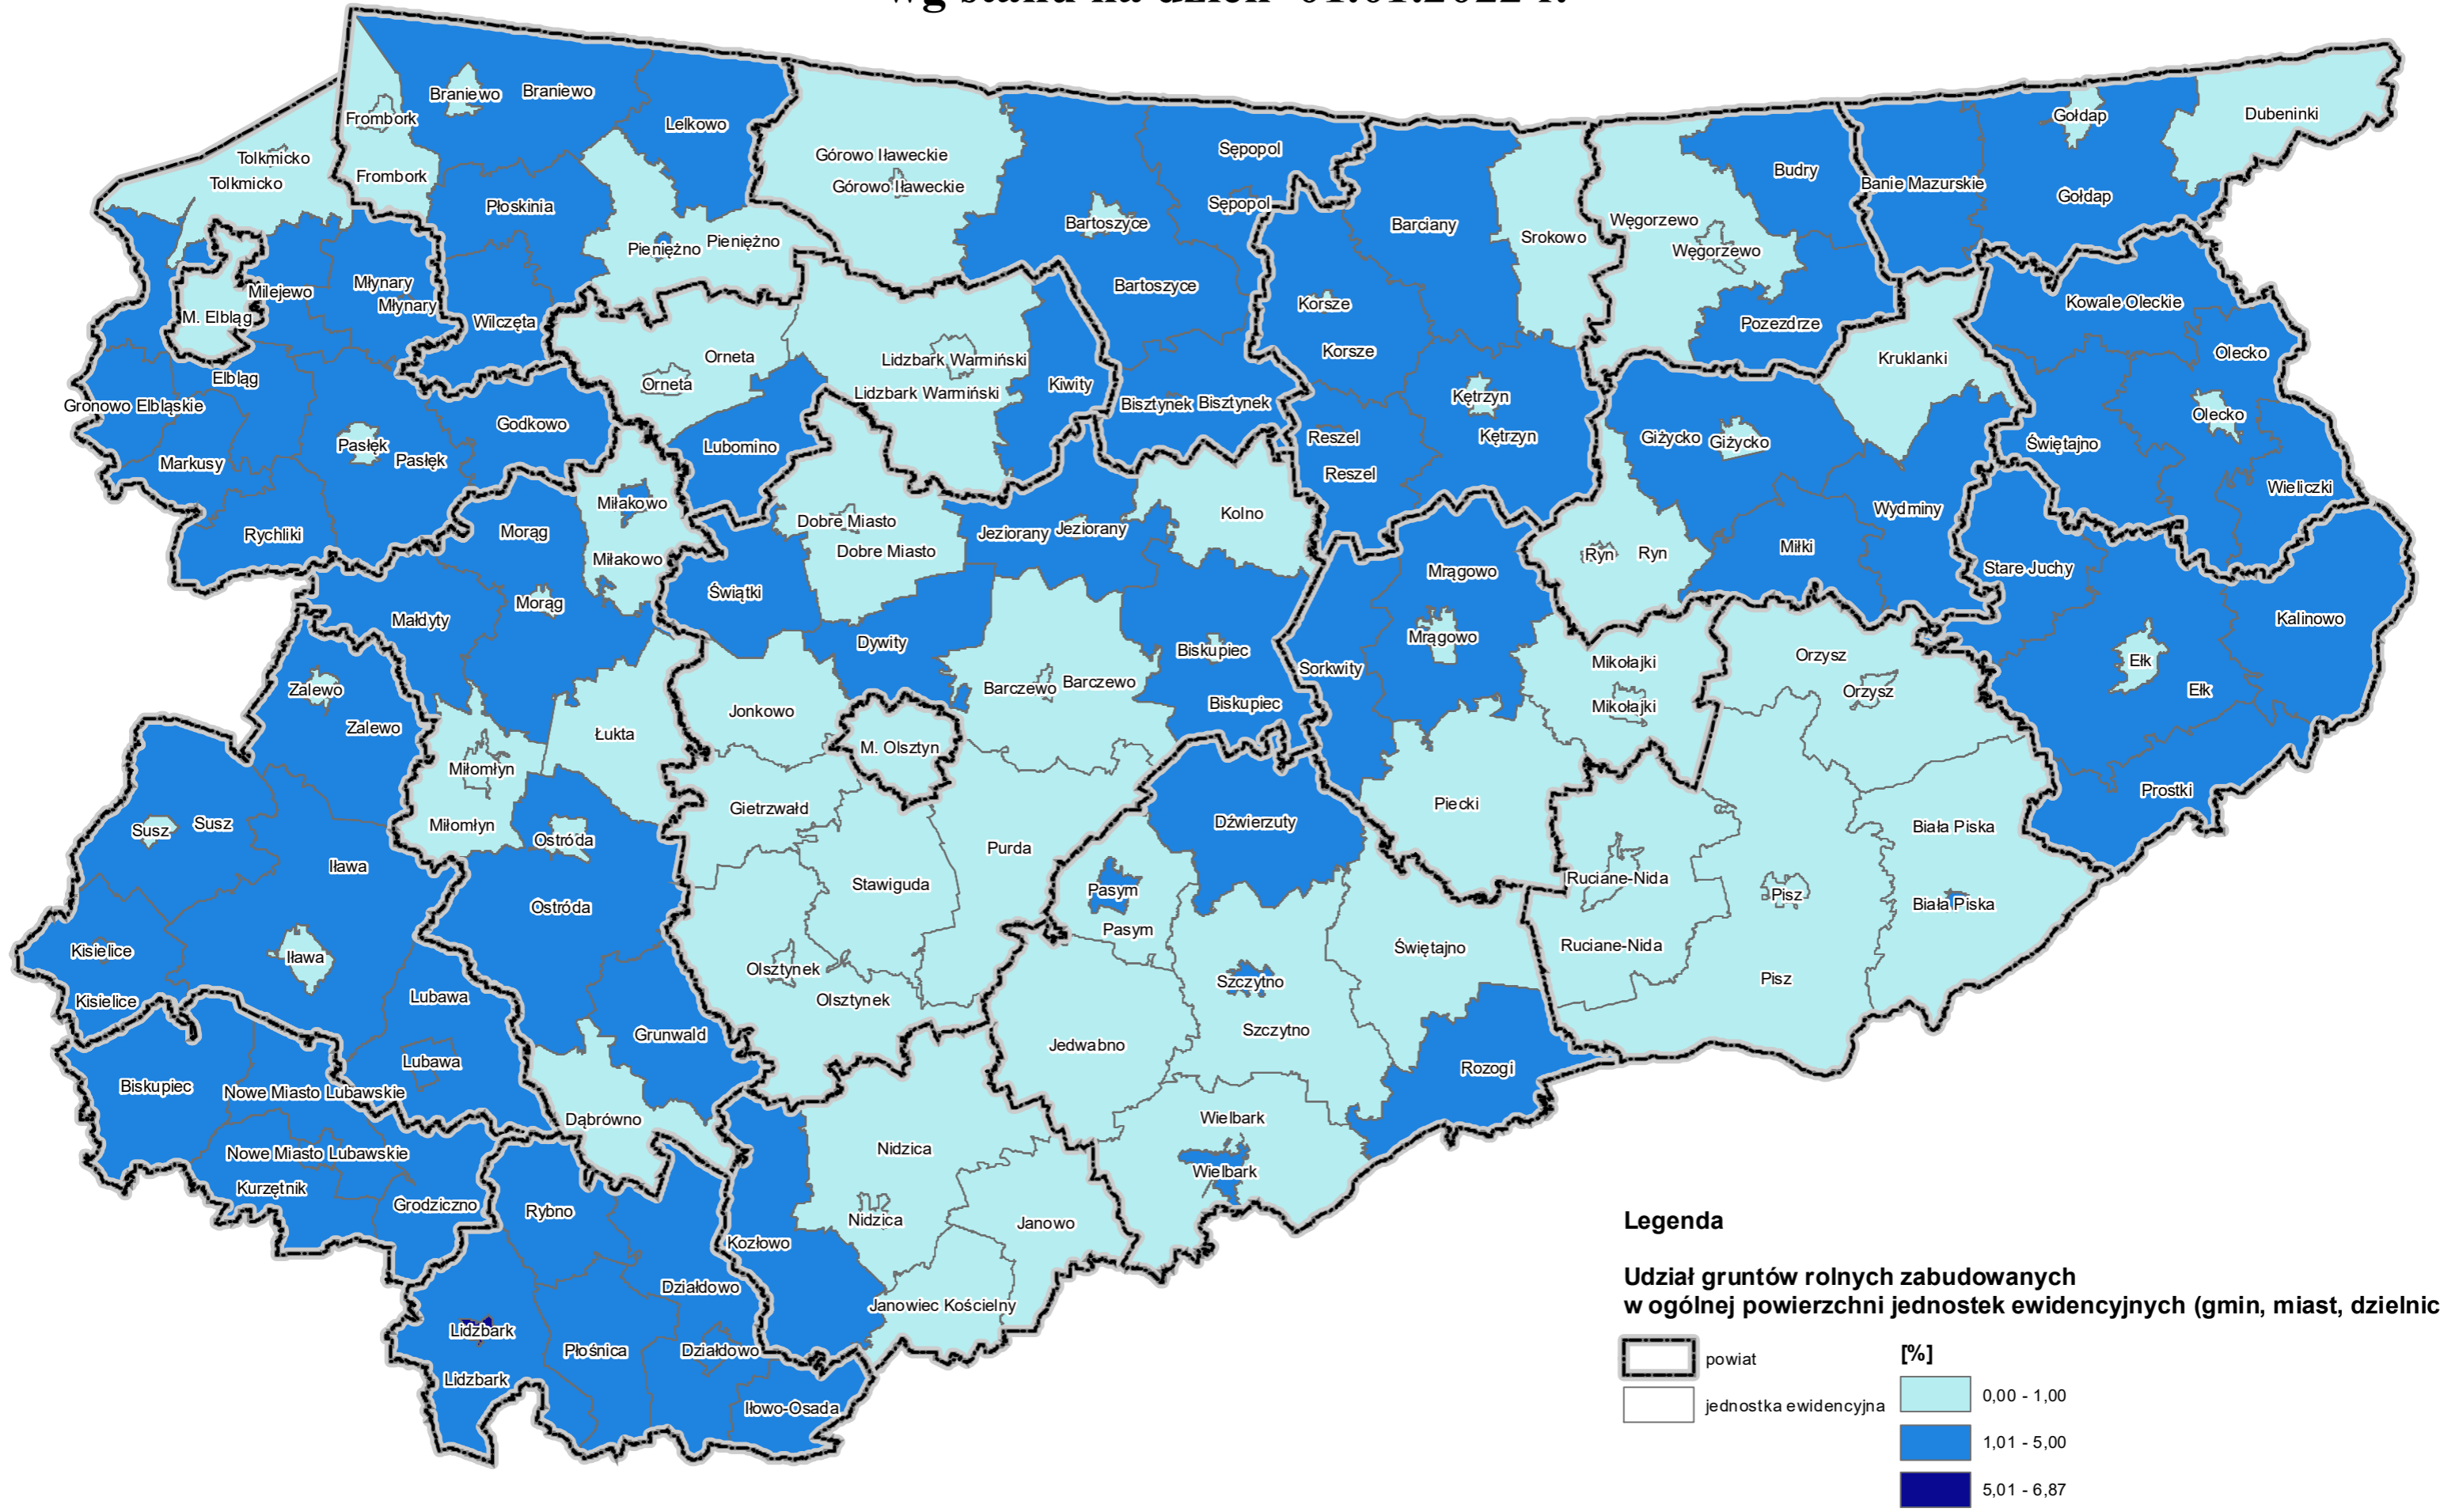 wg stanu na dzień 01.01.2022 r.
Braniewo
Braniewo
Frombork
Lelkowo
Tolkmicko
Tolkmicko
Frombork
Płoskinia
Pieniężno
Pieniężno
Górowo Iławeckie
Górowo Iławeckie
Sępopol
Sępopol
Bartoszyce
Bartoszyce
Barciany
Srokowo
Węgorzewo
Węgorzewo
Budry
Banie Mazurskie
Gołdap
Gołdap
Dubeninki
Milejewo
Młynary
Młynary
M. Elbląg
Wilczęta
Orneta
Orneta
Lidzbark Warmiński
Lidzbark Warmiński
Kiwity
Korsze
Korsze
Pozezdrze
Kruklanki
Kowale Oleckie
Olecko
Olecko
Elbląg
Gronowo Elbląskie
Godkowo
Pasłęk
Pasłęk
Markusy
Lubomino
Bisztynek
Bisztynek
Kętrzyn
Kętrzyn
Reszel
Reszel
Giżycko
Giżycko
Świętajno
Wieliczki
Rychliki
Morąg
Miłakowo
Miłakowo
Dobre Miasto
Dobre Miasto
Jeziorany
Jeziorany
Kolno
Ryn
Ryn
Miłki
Wydminy
Stare Juchy
Kalinowo
Małdyty
Morąg
Świątki
Dywity
Biskupiec
Biskupiec
Sorkwity
Mrągowo
Mrągowo
Mikołajki
Mikołajki
Orzysz
Orzysz
Ełk
Ełk
Zalewo
Zalewo
Łukta
Jonkowo
Barczewo
Barczewo
M. Olsztyn
Miłomłyn
Miłomłyn
Susz
Susz
Iława
Ostróda
Ostróda
Gietrzwałd
Purda
Stawiguda
Dźwierzuty
Piecki
Prostki
Biała Piska
Biała Piska
Pasym
Pasym
Ruciane-Nida
Ruciane-Nida
Pisz
Pisz
Kisielice
Kisielice
Iława
Lubawa
Lubawa
Olsztynek
Olsztynek
Szczytno
Szczytno
Świętajno
Grunwald
Jedwabno
Rozogi
Biskupiec
Nowe Miasto Lubawskie
Nowe Miasto Lubawskie
Kurzętnik
Grodziczno
Dąbrówno
Nidzica
Nidzica
Wielbark
Wielbark
Rybno
Kozłowo
Janowo
Działdowo
Działdowo
Janowiec Kościelny
Lidzbark
Lidzbark
Płośnica
Iłowo-Osada
Legenda
Udział gruntów rolnych zabudowanych
w ogólnej powierzchni jednostek ewidencyjnych (gmin, miast, dzielnic
powiat
jednostka ewidencyjna
[%]
0,00 - 1,00
1,01 - 5,00
5,01 - 6,87